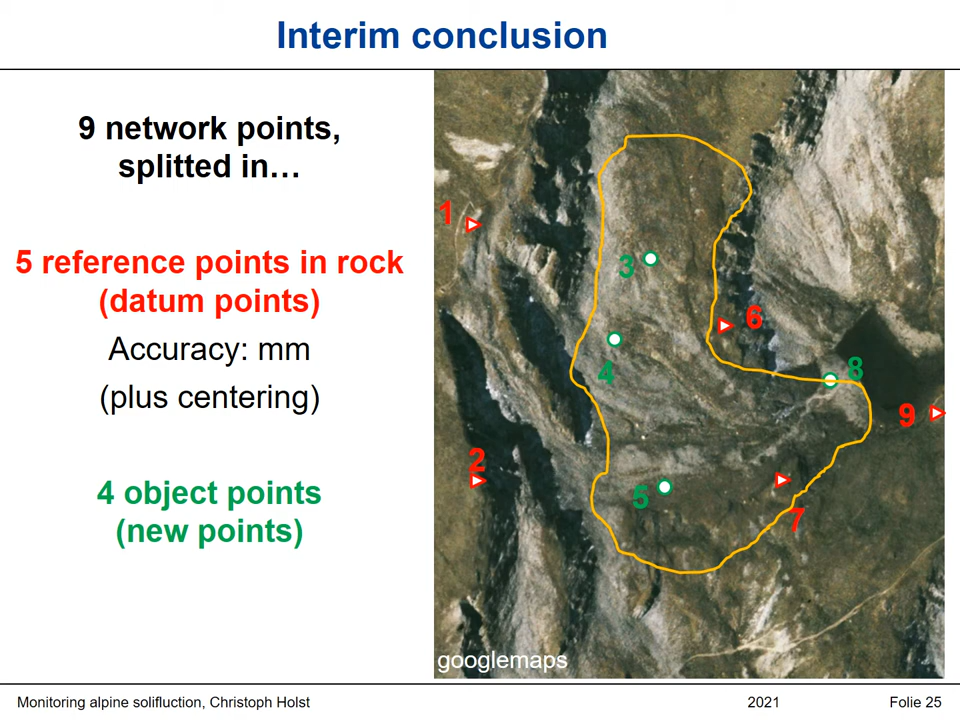 Interim conclusion
9 network points,
splitted in…
5 reference points in rock
(datum points)
Accuracy: mm
(plus centering)
4 object points
(new points)
1
3
6
4
8
9
2
5
7
googlemaps
Monitoring alpine solifluction, Christoph Holst
2021
Folie 25